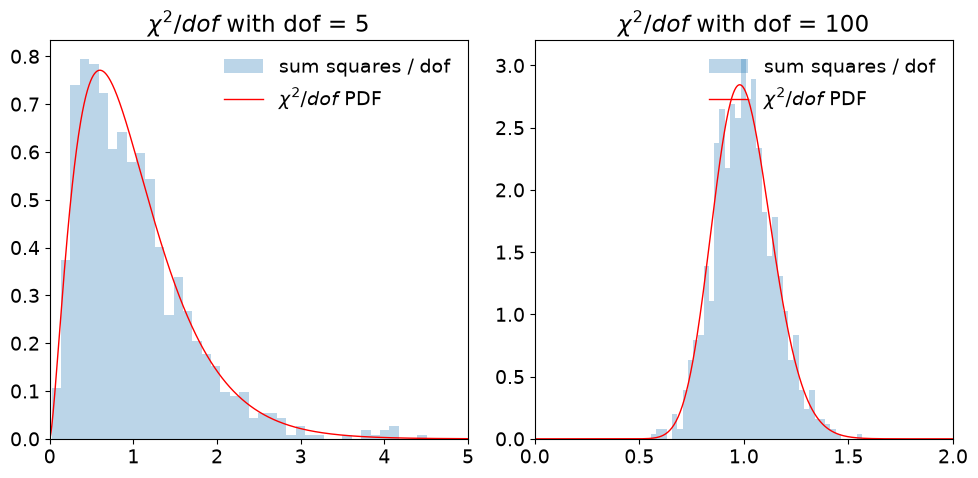 χ²/dof with dof = 5
0.8
0.7
0.6
0.5
0.4
0.3
0.2
0.1
0.0
0 1 2 3 4 5
sum squares / dof
χ²/dof PDF
χ²/dof with dof = 100
3.0
2.5
2.0
1.5
1.0
0.5
0.0
0.0 0.5 1.0 1.5 2.0
sum squares / dof
χ²/dof PDF